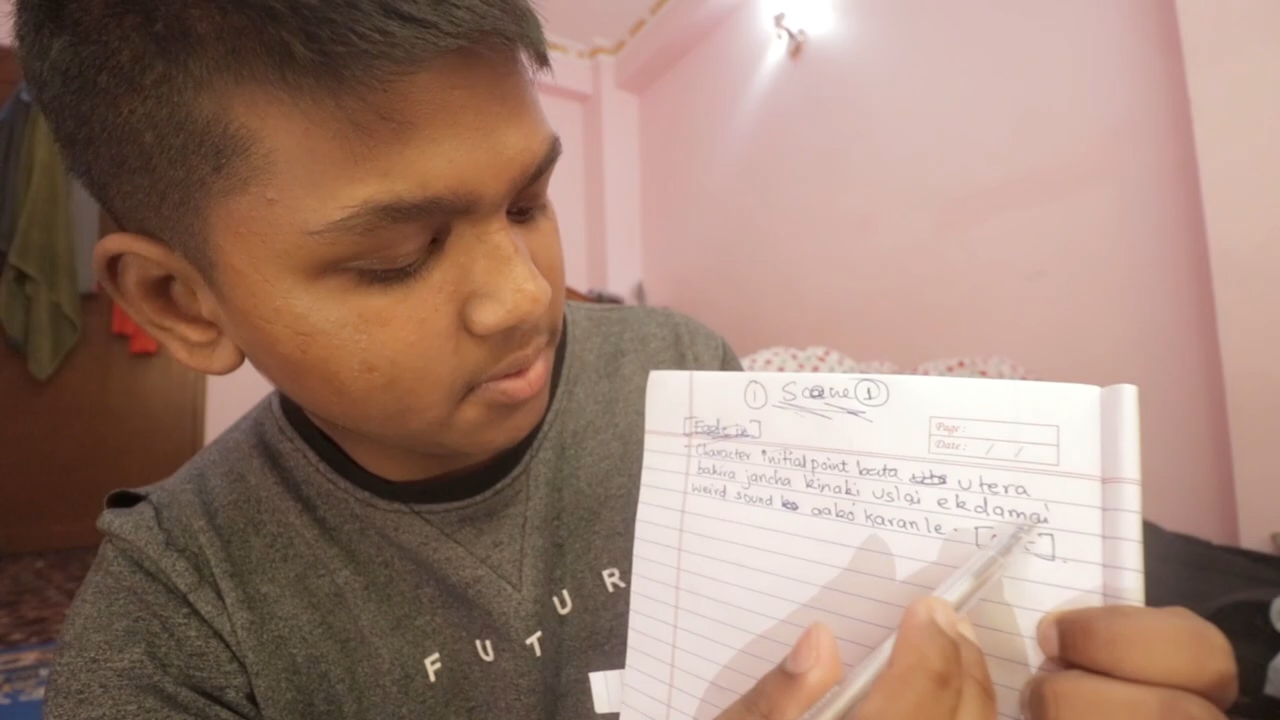 ① Scene ①
[Fade in]
Page:
Date: / /
Character initial point bata utera
bahira jancha kinaki uslai ekdamai
weird sound aako karanle -
FUTUR